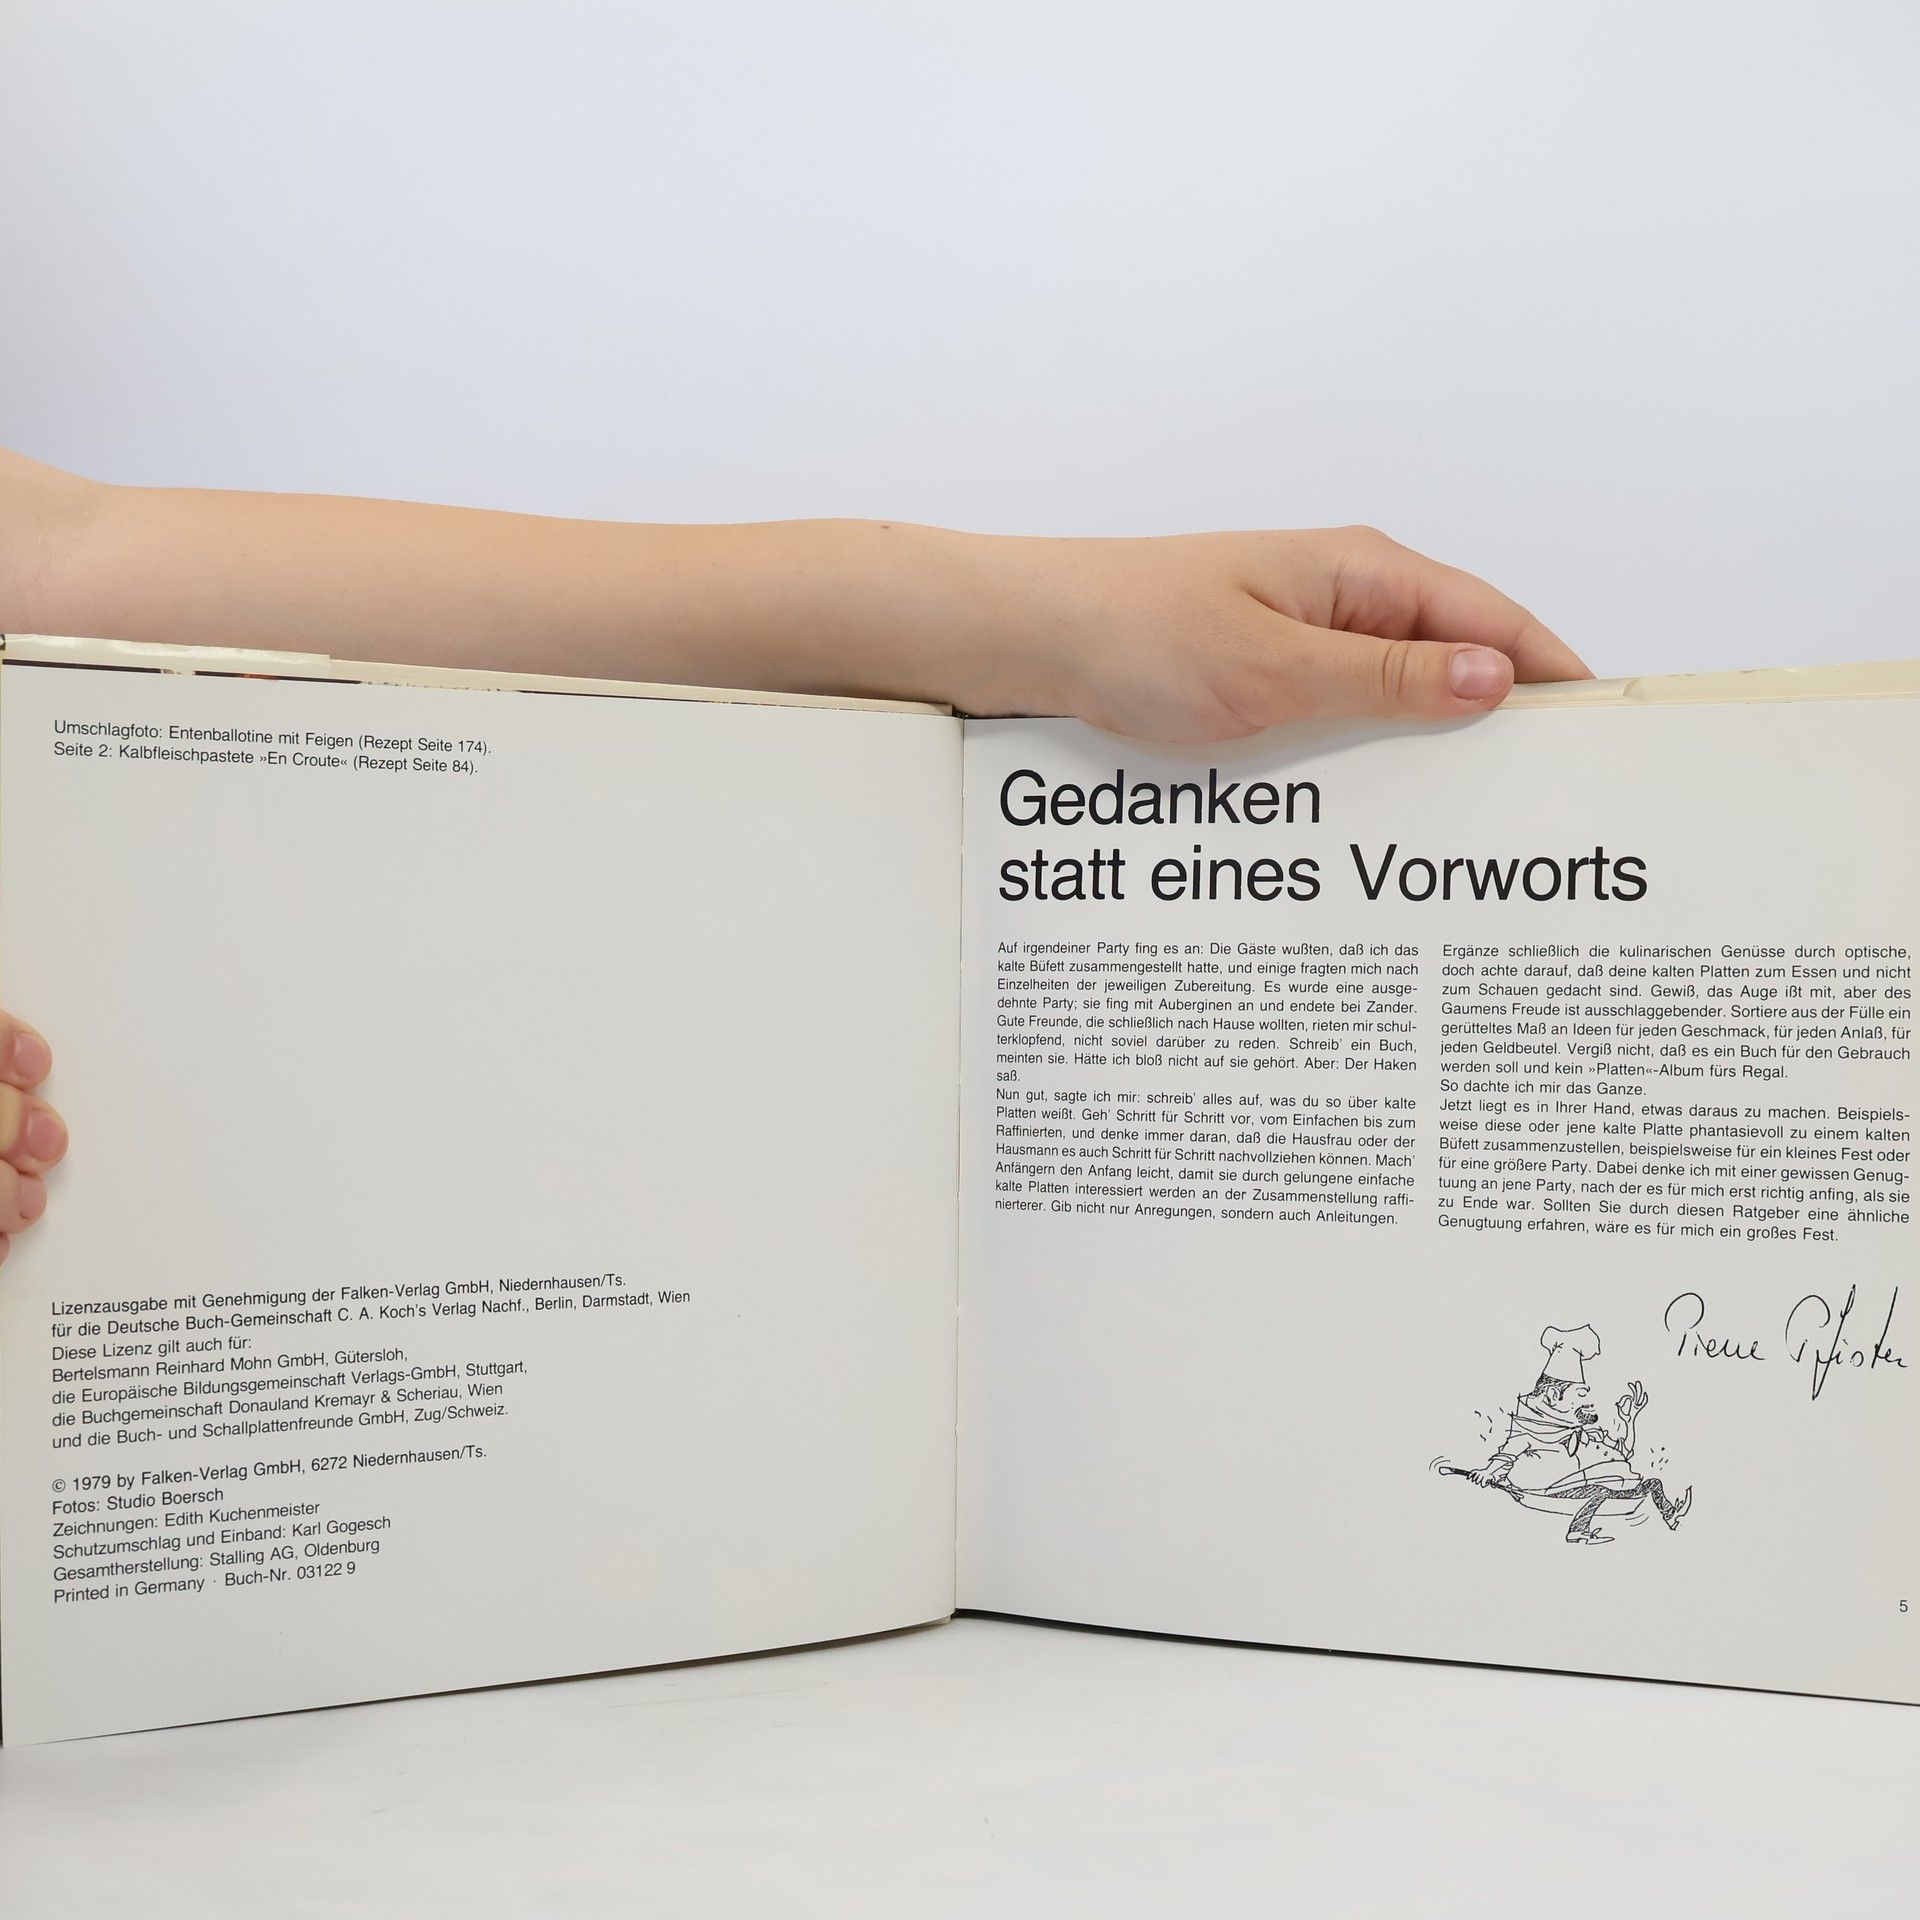 Umschlagfoto: Entenballotine mit Feigen (Rezept Seite 174).
Seite 2: Kalbfleischpastete »En Croute« (Rezept Seite 84).
Lizenzausgabe mit Genehmigung der Falken-Verlag GmbH, Niedernhausen/Ts.
für die Deutsche Buch-Gemeinschaft C. A. Koch's Verlag Nachf., Berlin, Darmstadt, Wien
Diese Lizenz gilt auch für:
Bertelsmann Reinhard Mohn GmbH, Gütersloh,
die Europäische Bildungsgemeinschaft Verlags-GmbH, Stuttgart,
die Buchgemeinschaft Donauland Kremayr & Scheriau, Wien
und die Buch- und Schallplattenfreunde GmbH, Zug/Schweiz.
© 1979 by Falken-Verlag GmbH, 6272 Niedernhausen/Ts.
Fotos: Studio Boersch
Zeichnungen: Edith Kuchenmeister
Schutzumschlag und Einband: Karl Gogesch
Gesamtherstellung: Stalling AG, Oldenburg
Printed in Germany · Buch-Nr. 03122 9
Gedanken
statt eines Vorworts
Auf irgendeiner Party fing es an: Die Gäste wußten, daß ich das
kalte Büfett zusammengestellt hatte, und einige fragten mich nach
Einzelheiten der jeweiligen Zubereitung. Es wurde eine ausge-
dehnte Party; sie fing mit Auberginen an und endete bei Zander.
Gute Freunde, die schließlich nach Hause wollten, rieten mir schul-
terklopfend, nicht soviel darüber zu reden. Schreib' ein Buch,
meinten sie. Hätte ich bloß nicht auf sie gehört. Aber: Der Haken
saß.
Nun gut, sagte ich mir: schreib' alles auf, was du so über kalte
Platten weißt. Geh' Schritt für Schritt vor, vom Einfachen bis zum
Raffinierten, und denke immer daran, daß die Hausfrau oder der
Hausmann es auch Schritt für Schritt nachvollziehen können. Mach'
Anfängern den Anfang leicht, damit sie durch gelungene einfache
kalte Platten interessiert werden an der Zusammenstellung raffi-
nierterer. Gib nicht nur Anregungen, sondern auch Anleitungen.
Ergänze schließlich die kulinarischen Genüsse durch optische,
doch achte darauf, daß deine kalten Platten zum Essen und nicht
zum Schauen gedacht sind. Gewiß, das Auge ißt mit, aber des
Gaumens Freude ist ausschlaggebender. Sortiere aus der Fülle ein
gerütteltes Maß an Ideen für jeden Geschmack, für jeden Anlaß, für
jeden Geldbeutel. Vergiß nicht, daß es ein Buch für den Gebrauch
werden soll und kein »Platten«-Album fürs Regal.
So dachte ich mir das Ganze.
Jetzt liegt es in Ihrer Hand, etwas daraus zu machen. Beispiels-
weise diese oder jene kalte Platte phantasievoll zu einem kalten
Büfett zusammenzustellen, beispielsweise für ein kleines Fest oder
für eine größere Party. Dabei denke ich mit einer gewissen Genug-
tuung an jene Party, nach der es für mich erst richtig anfing, als sie
zu Ende war. Sollten Sie durch diesen Ratgeber eine ähnliche
Genugtuung erfahren, wäre es für mich ein großes Fest.
Pierre Pfister
5